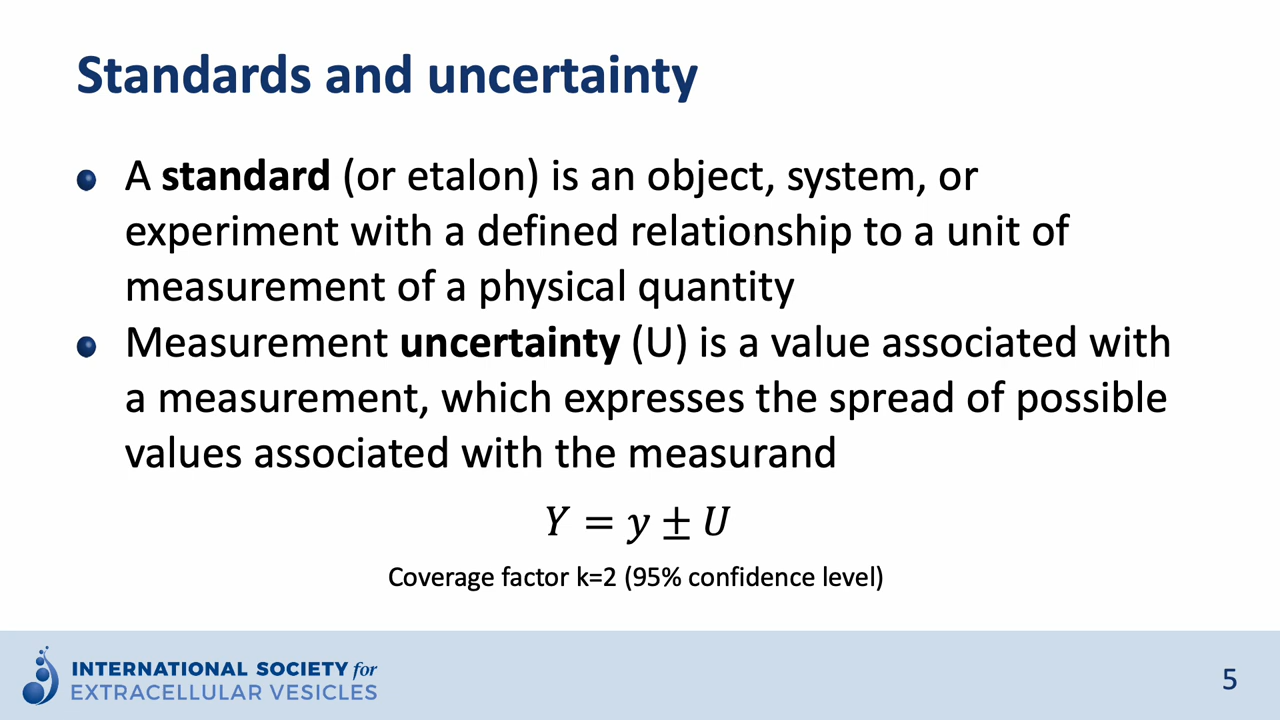 Standards and uncertainty
A standard (or etalon) is an object, system, or
experiment with a defined relationship to a unit of
measurement of a physical quantity
Measurement uncertainty (U) is a value associated with
a measurement, which expresses the spread of possible
values associated with the measurand
𝑌 = 𝑦 ± 𝑈
Coverage factor k=2 (95% confidence level)
INTERNATIONAL SOCIETY for
EXTRACELLULAR VESICLES
5